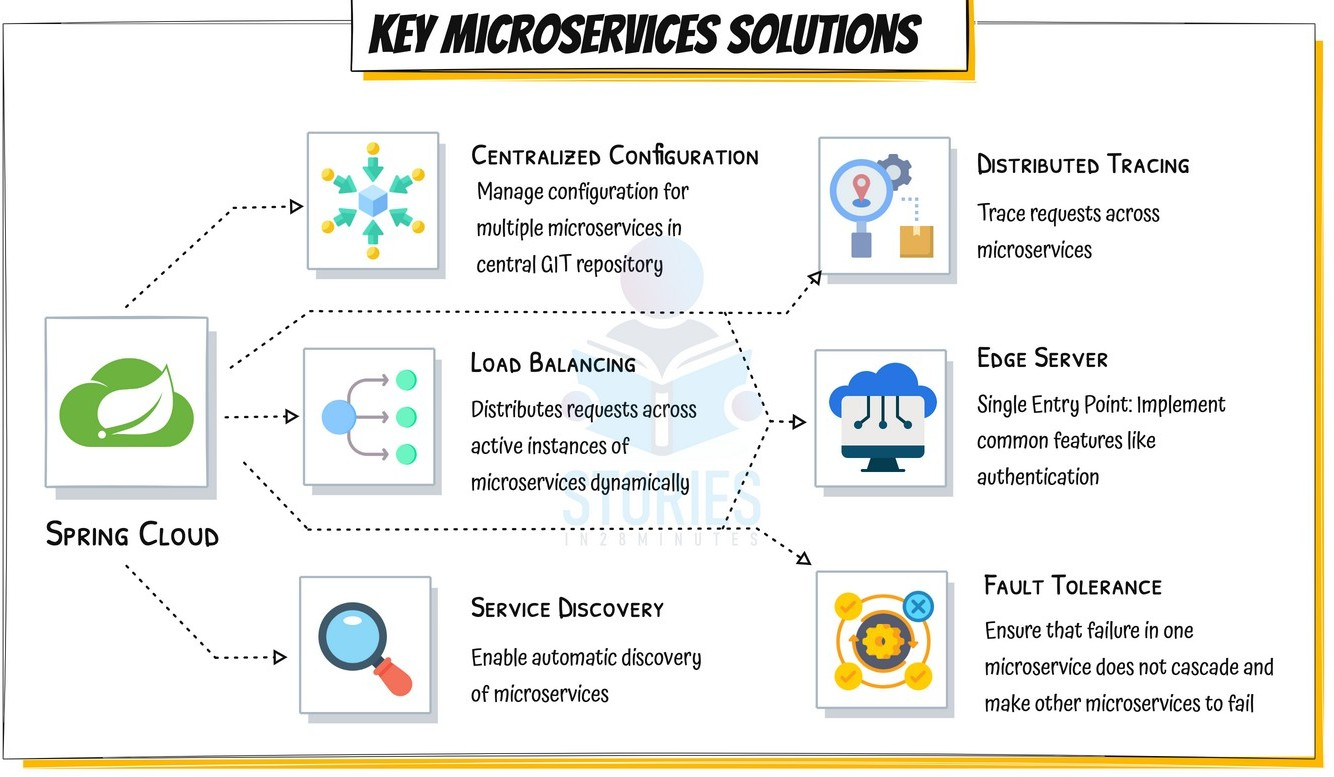 KEY MICROSERVICES SOLUTIONS
Centralized Configuration
Manage configuration for
multiple microservices in
central GIT repository
Distributed Tracing
Trace requests across
microservices
Load Balancing
Distributes requests across
active instances of
microservices dynamically
Edge Server
Single Entry Point: Implement
common features like
authentication
Spring Cloud
STORIES
IN28MINUTES
Service Discovery
Enable automatic discovery
of microservices
Fault Tolerance
Ensure that failure in one
microservice does not cascade and
make other microservices to fail